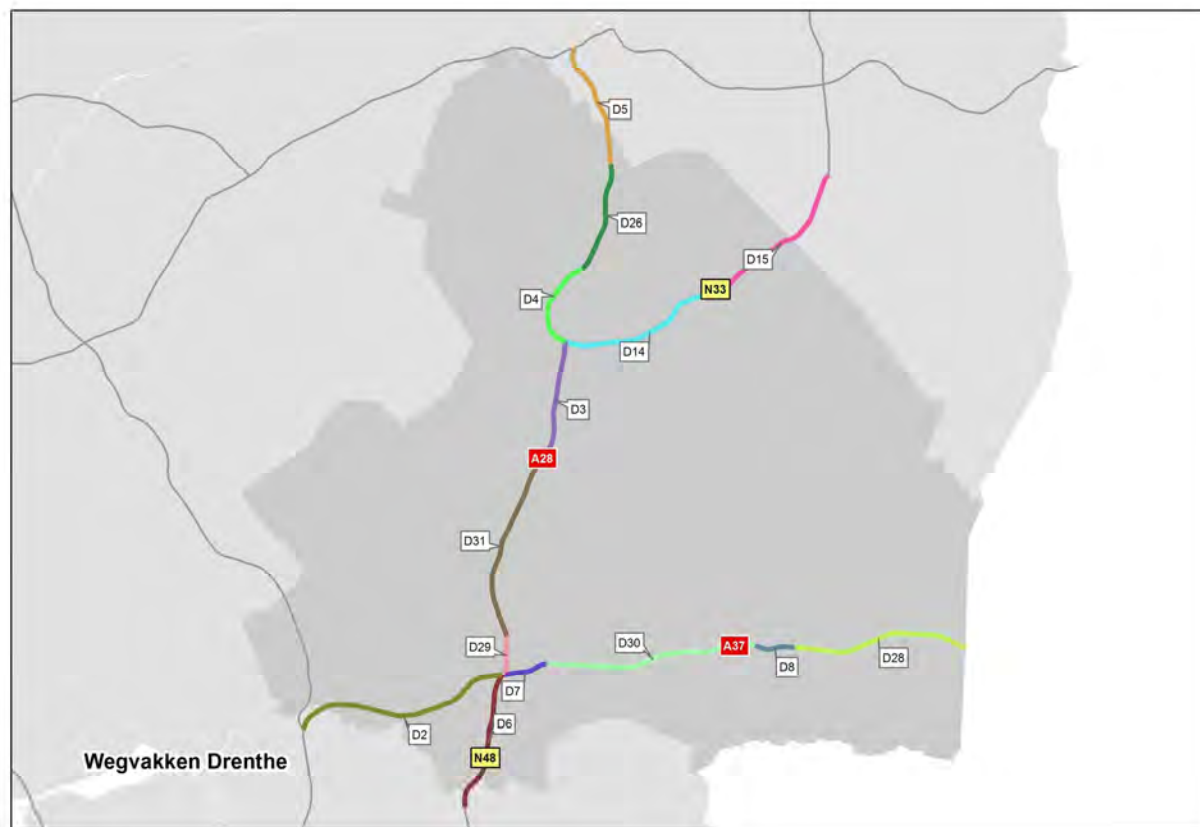 D5
D26
D15
N33
D4
D14
D3
A28
D31
D29
D30
A37
D28
D8
D7
D2
D6
N48
Wegvakken Drenthe